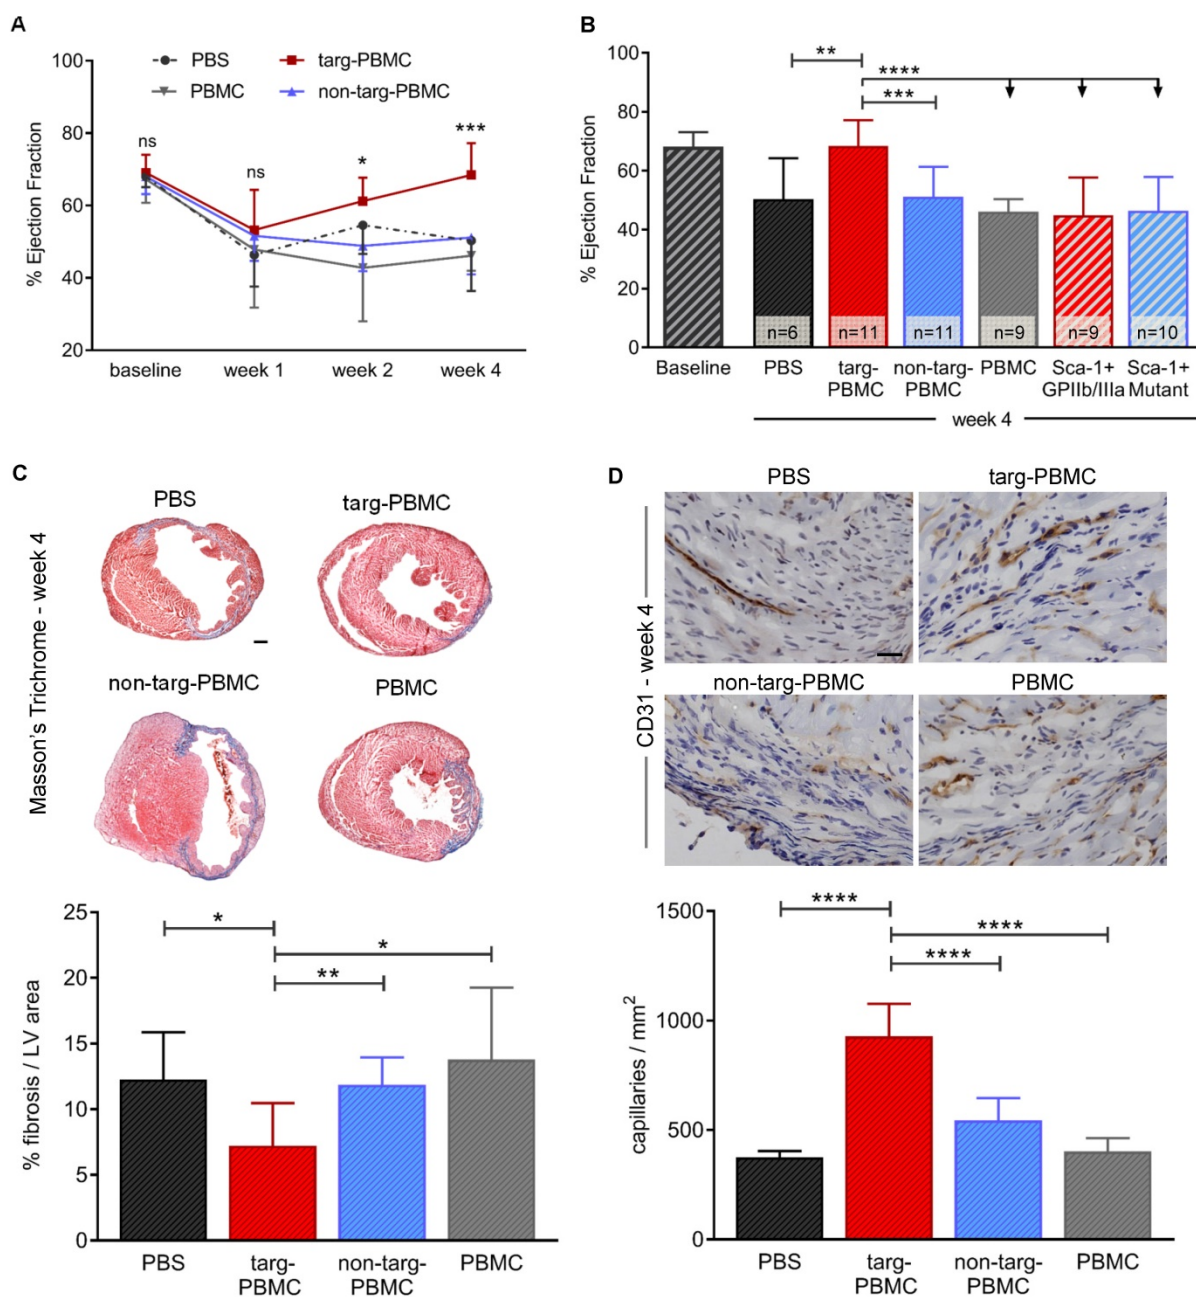 A
% Ejection Fraction
100
80
60
40
20
PBS
targ-PBMC
PBMC
non-targ-PBMC
ns
ns
*
***
baseline
week 1
week 2
week 4
B
% Ejection Fraction
100
80
60
40
20
0
**
****
***
n=6
n=11
n=11
n=9
n=9
n=10
Baseline
PBS
targ-
PBMC
non-targ-
PBMC
PBMC
Sca-1+
GPIIb/IIIa
Sca-1+
Mutant
week 4
C
Masson's Trichrome - week 4
PBS
targ-PBMC
non-targ-PBMC
PBMC
% fibrosis / LV area
25
20
15
10
5
0
*
*
**
PBS
targ-
PBMC
non-targ-
PBMC
PBMC
D
CD31 - week 4
PBS
targ-PBMC
non-targ-PBMC
PBMC
capillaries / mm²
1500
1000
500
0
****
****
****
PBS
targ-
PBMC
non-targ-
PBMC
PBMC